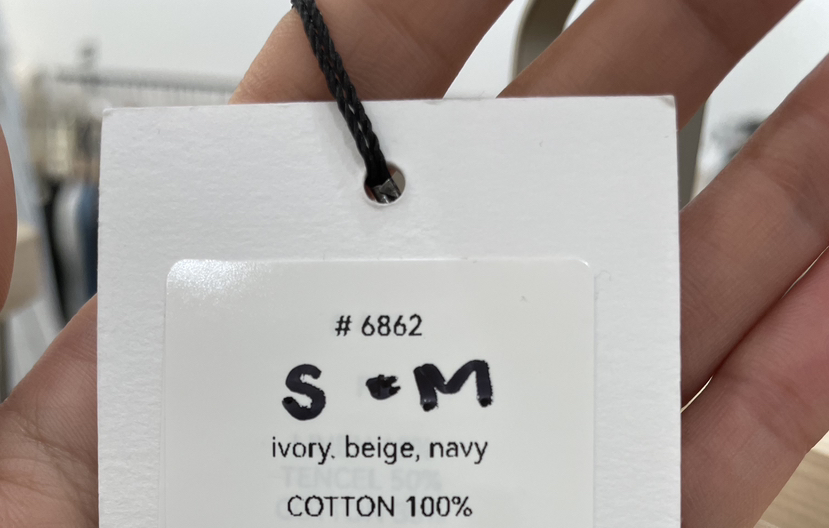 # 6862
S • M
ivory, beige, navy
TENCEL 50%
COTTON 100%